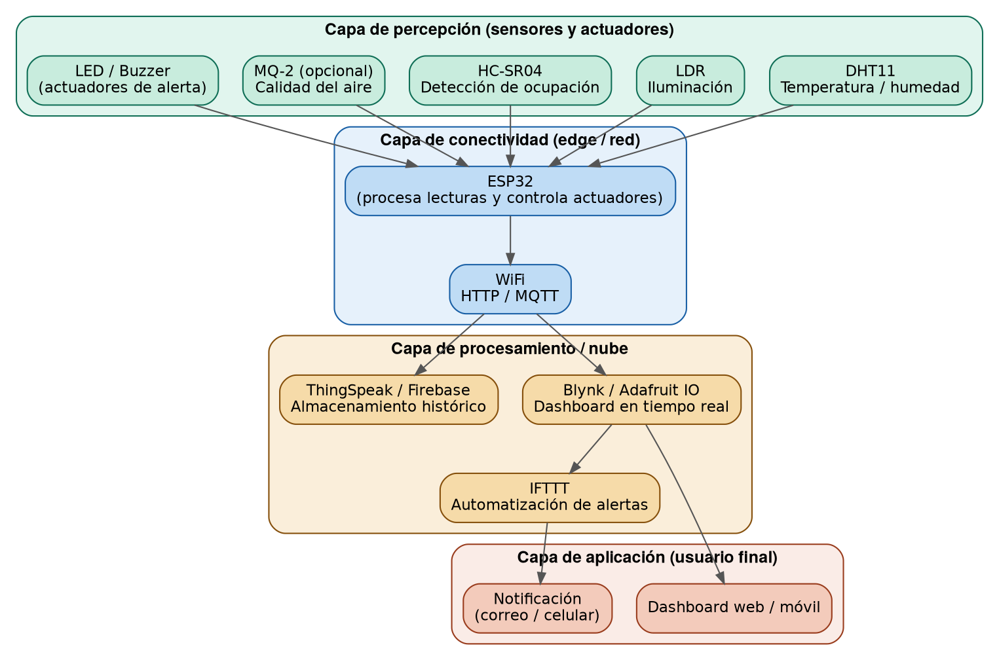 Capa de percepción (sensores y actuadores)
LED / Buzzer
(actuadores de alerta)
MQ-2 (opcional)
Calidad del aire
HC-SR04
Detección de ocupación
LDR
Iluminación
DHT11
Temperatura / humedad
Capa de conectividad (edge / red)
ESP32
(procesa lecturas y controla actuadores)
WiFi
HTTP / MQTT
Capa de procesamiento / nube
ThingSpeak / Firebase
Almacenamiento histórico
Blynk / Adafruit IO
Dashboard en tiempo real
IFTTT
Automatización de alertas
Capa de aplicación (usuario final)
Notificación
(correo / celular)
Dashboard web / móvil